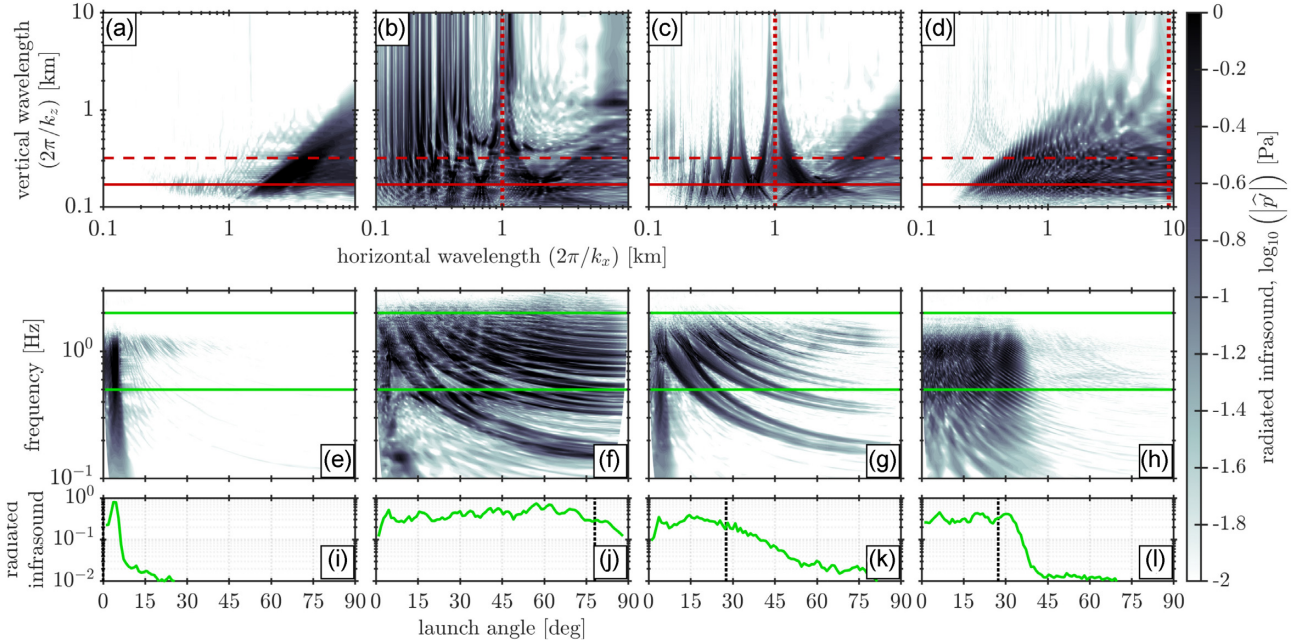 (a)
(b)
(c)
(d)
vertical wavelength
(2π/k_z) [km]
10
1
0.1
0.1 1
0.1 1
0.1 1
0.1 1 10
horizontal wavelength (2π/k_x) [km]
0
-0.2
-0.4
-0.6
-0.8
-1
-1.2
-1.4
-1.6
-1.8
-2
radiated infrasound, log₁₀ (|p̂′|) [Pa]
frequency [Hz]
10⁰
10⁻¹
(e)
(f)
(g)
(h)
radiated
infrasound
10⁰
10⁻¹
10⁻²
(i)
(j)
(k)
(l)
0 15 30 45 60 75 90
0 15 30 45 60 75 90
0 15 30 45 60 75 90
0 15 30 45 60 75 90
launch angle [deg]